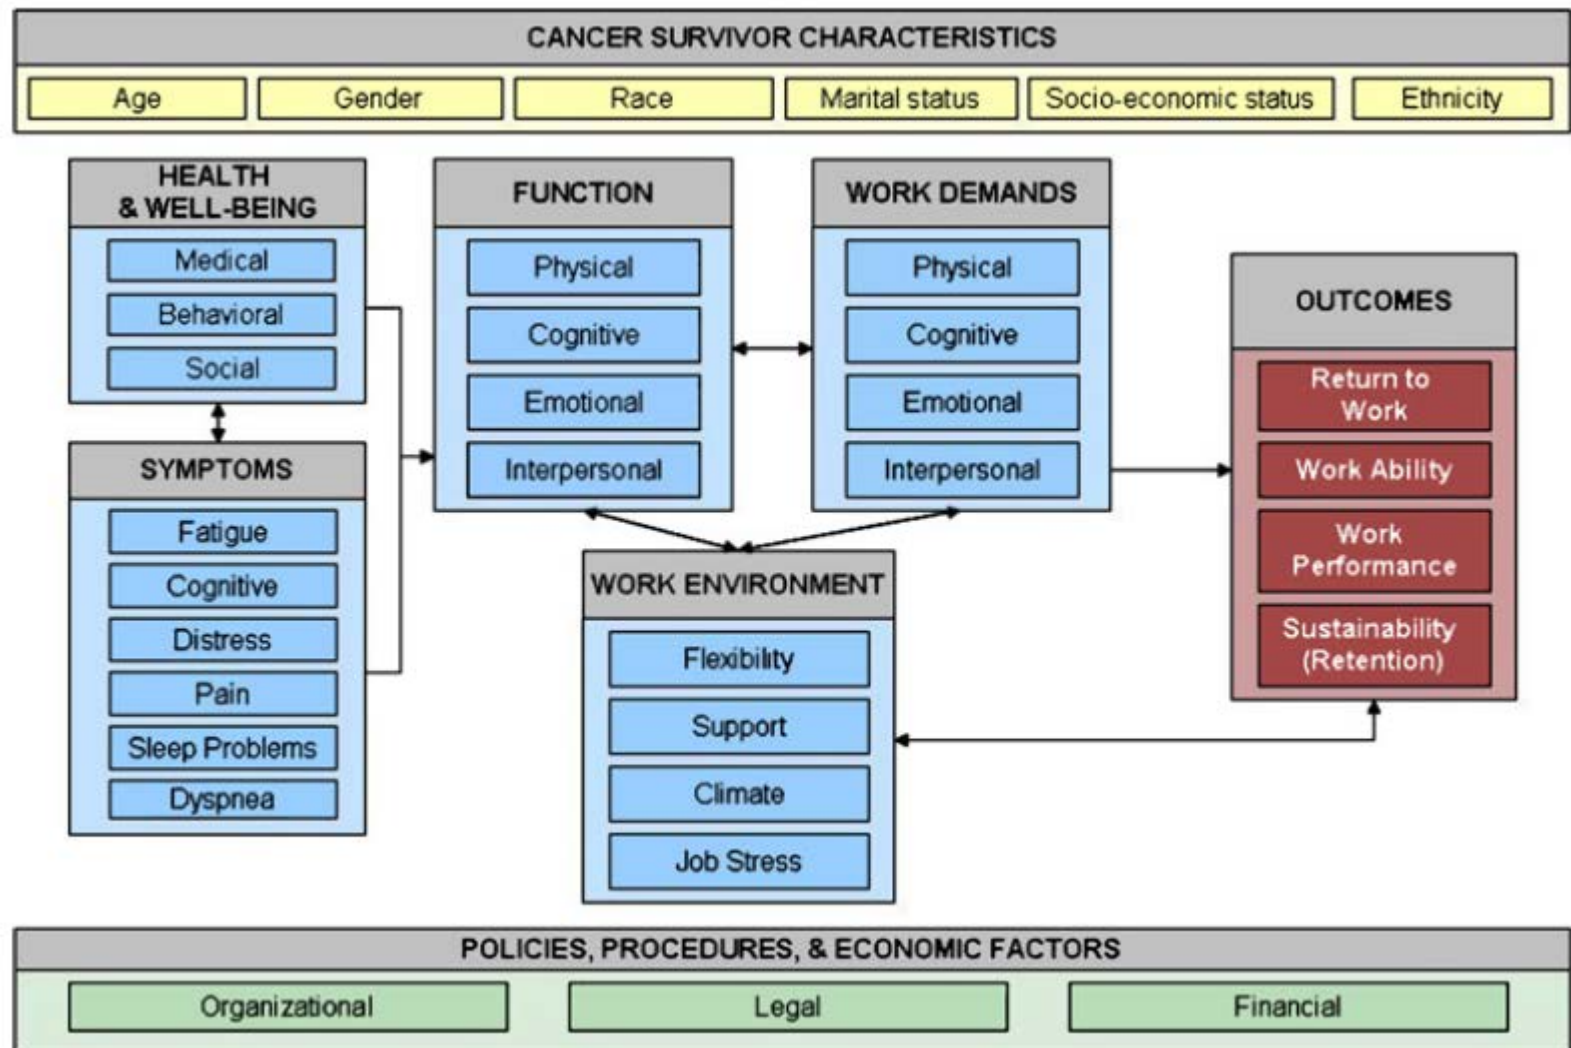 CANCER SURVIVOR CHARACTERISTICS
Age
Gender
Race
Marital status
Socio-economic status
Ethnicity
HEALTH
& WELL-BEING
Medical
Behavioral
Social
SYMPTOMS
Fatigue
Cognitive
Distress
Pain
Sleep Problems
Dyspnea
FUNCTION
Physical
Cognitive
Emotional
Interpersonal
WORK DEMANDS
Physical
Cognitive
Emotional
Interpersonal
WORK ENVIRONMENT
Flexibility
Support
Climate
Job Stress
OUTCOMES
Return to
Work
Work Ability
Work
Performance
Sustainability
(Retention)
POLICIES, PROCEDURES, & ECONOMIC FACTORS
Organizational
Legal
Financial